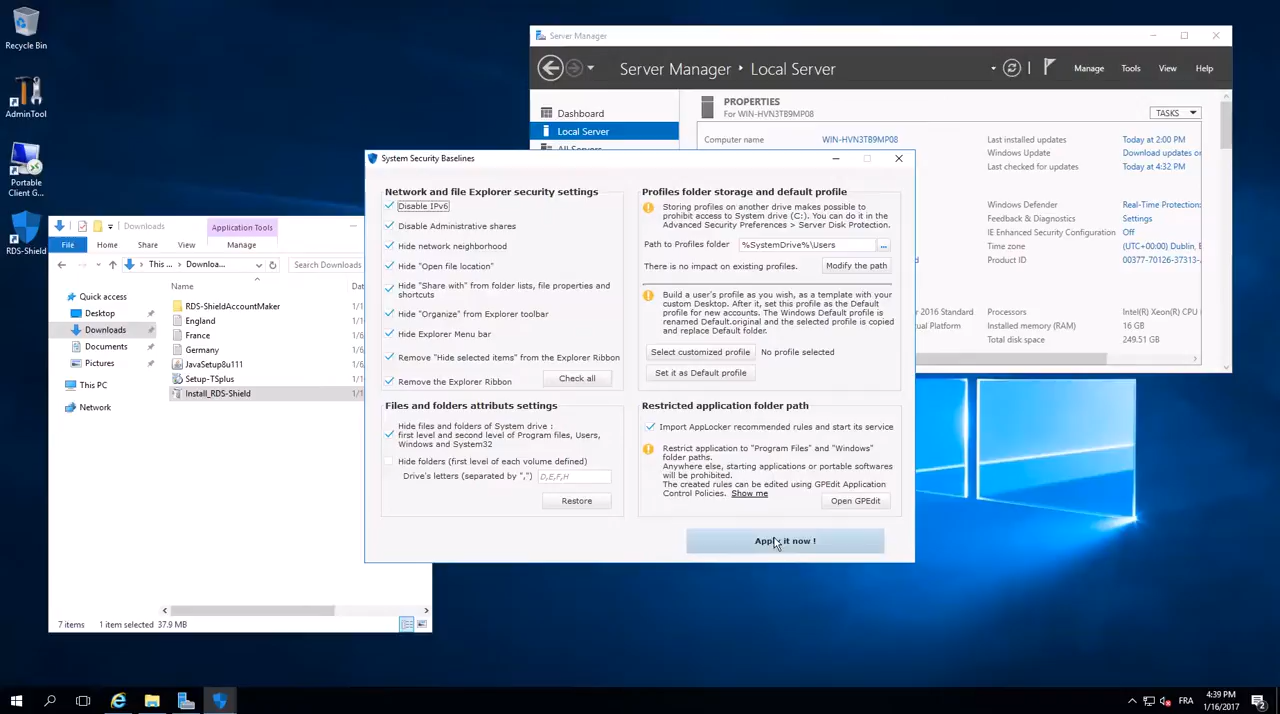 Recycle Bin
AdminTool
Portable
Client G...
RDS-Shield
Server Manager
Server Manager
Local Server
Manage
Tools
View
Help
Dashboard
Local Server
PROPERTIES
For WIN-HVN3TB9MP08
TASKS
Computer name
WIN-HVN3TB9MP08
Last installed updates
Today at 2:00 PM
Windows Update
Download updates or
Last checked for updates
Today at 4:32 PM
Windows Defender
Real-Time Protection:
Feedback & Diagnostics
Settings
IE Enhanced Security Configuration
Off
Time zone
(UTC+00:00) Dublin,
Product ID
00377-70126-37313-
2016 Standard
Processors
Intel(R) Xeon(R) CPU
Installed memory (RAM)
16 GB
Total disk space
249.51 GB
System Security Baselines
Network and file Explorer security settings
Disable IPv6
Disable Administrative shares
Hide network neighborhood
Hide "Open file location"
Hide "Share with" from folder lists, file properties and
shortcuts
Hide "Organize" from Explorer toolbar
Hide Explorer Menu bar
Remove "Hide selected items" from the Explorer Ribbon
Remove the Explorer Ribbon
Check all
Files and folders attributs settings
Hide files and folders of System drive :
first level and second level of Program files, Users,
Windows and System32
Hide folders (first level of each volume defined)
Drive's letters (separated by ",")
D,E,F,H
Restore
Profiles folder storage and default profile
Storing profiles on another drive makes possible to
prohibit access to System drive (C:). You can do it in the
Advanced Security Preferences > Server Disk Protection.
Path to Profiles folder
%SystemDrive%\Users
...
There is no impact on existing profiles.
Modify the path
Build a user's profile as you wish, as a template with your
custom Desktop. After it, set this profile as the Default
profile for new accounts. The Windows Default profile is
renamed Default.original and the selected profile is copied
and replace Default folder.
Select customized profile
No profile selected
Set it as Default profile
Restricted application folder path
Import AppLocker recommended rules and start its service
Restrict application to "Program Files" and "Windows"
folder paths.
Anywhere else, starting applications or portable softwares
will be prohibited.
The created rules can be edited using GPEdit Application
Control Policies. Show me
Open GPEdit
Apply it now !
Application Tools
File
Home
Share
View
Manage
This ...
Downloa...
Search Downloads
Name
Quick access
Desktop
Downloads
Documents
Pictures
This PC
Network
RDS-ShieldAccountMaker
England
France
Germany
JavaSetup8u111
Setup-TSplus
Install_RDS-Shield
7 items
1 item selected 37.9 MB
FRA
4:39 PM
1/16/2017
2